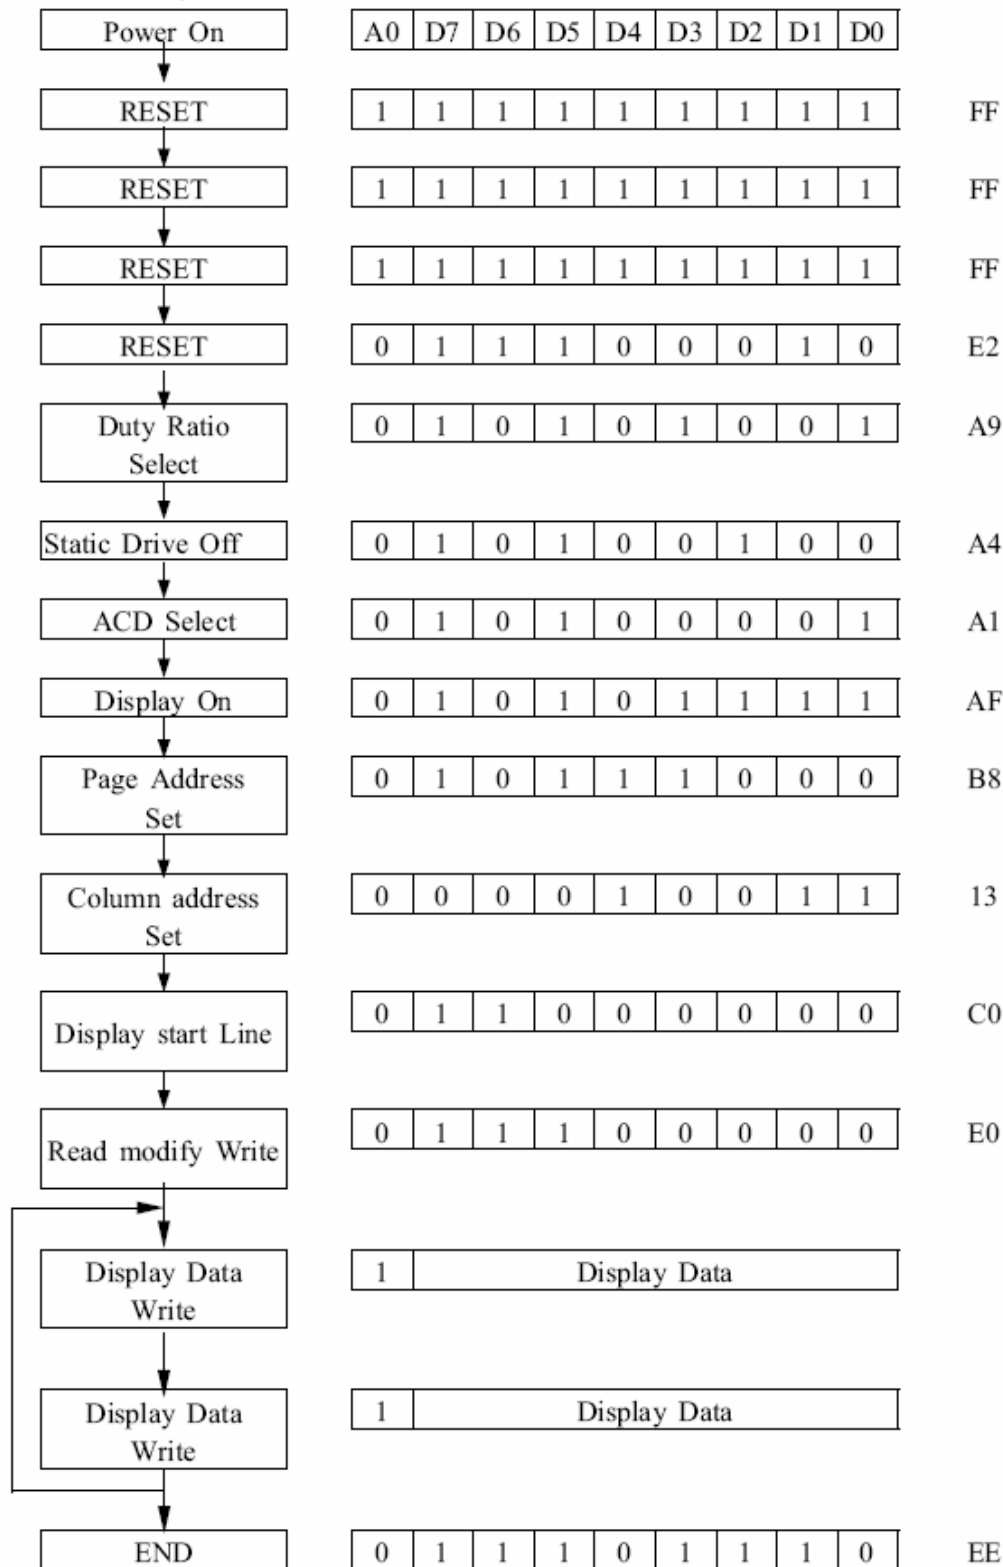 Power On A0 D7 D6 D5 D4 D3 D2 D1 D0
RESET 1 1 1 1 1 1 1 1 1 FF
RESET 1 1 1 1 1 1 1 1 1 FF
RESET 1 1 1 1 1 1 1 1 1 FF
RESET 0 1 1 1 0 0 0 1 0 E2
Duty Ratio 0 1 0 1 0 1 0 0 1 A9
Select
Static Drive Off 0 1 0 1 0 0 1 0 0 A4
ACD Select 0 1 0 1 0 0 0 0 1 A1
Display On 0 1 0 1 0 1 1 1 1 AF
Page Address 0 1 0 1 1 1 0 0 0 B8
Set
Column address 0 0 0 0 1 0 0 1 1 13
Set
Display start Line 0 1 1 0 0 0 0 0 0 C0
Read modify Write 0 1 1 1 0 0 0 0 0 E0
Display Data 1 Display Data
Write
Display Data 1 Display Data
Write
END 0 1 1 1 0 1 1 1 0 EE